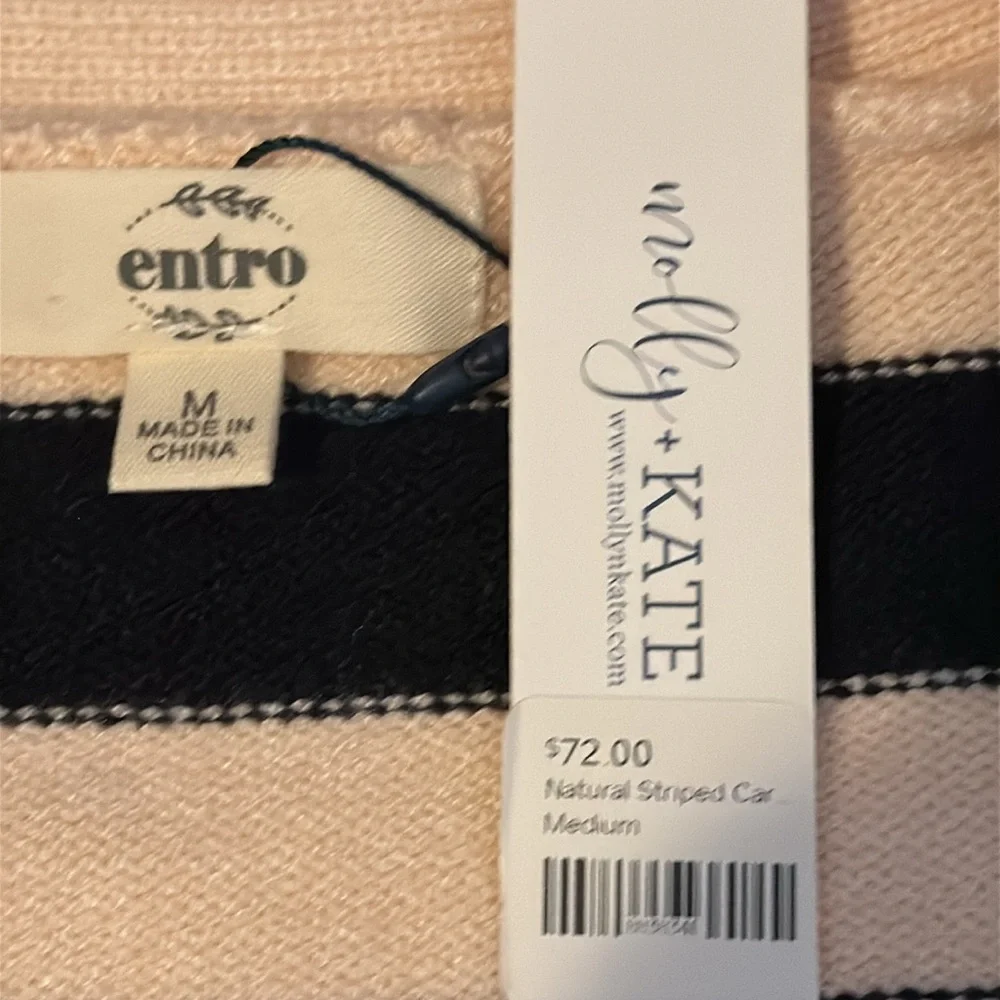 entro
M
MADE IN
CHINA
molly + KATE
www.mollynkate.com
$72.00
Natural Striped Car...
Medium